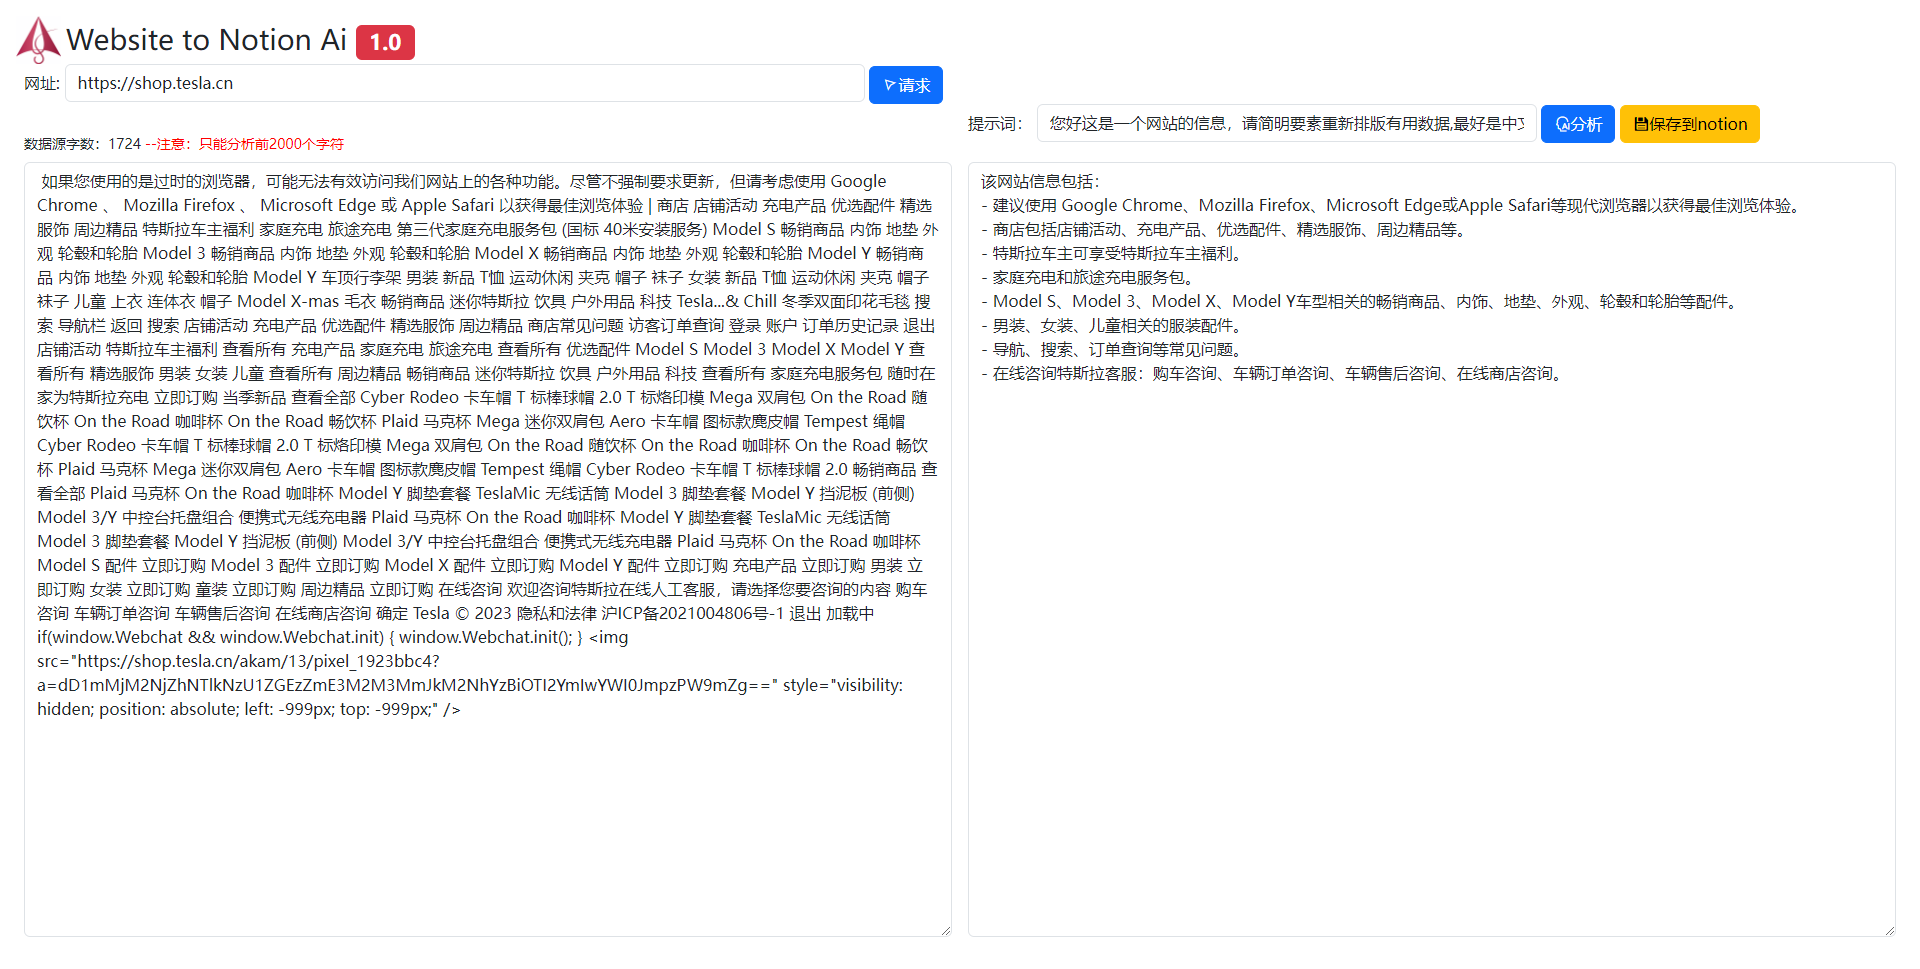 Website to Notion Ai 1.0
网址: https://shop.tesla.cn 请求
提示词： 您好这是一个网站的信息，请简明要素重新排版有用数据,最好是中文 分析 保存到notion
数据源字数：1724 --注意：只能分析前2000个字符
如果您使用的是过时的浏览器，可能无法有效访问我们网站上的各种功能。尽管不强制要求更新，但请考虑使用 Google
Chrome 、 Mozilla Firefox 、 Microsoft Edge 或 Apple Safari 以获得最佳浏览体验 | 商店 店铺活动 充电产品 优选配件 精选
服饰 周边精品 特斯拉车主福利 家庭充电 旅途充电 第三代家庭充电服务包 (国标 40米安装服务) Model S 畅销商品 内饰 地垫 外
观 轮毂和轮胎 Model 3 畅销商品 内饰 地垫 外观 轮毂和轮胎 Model X 畅销商品 内饰 地垫 外观 轮毂和轮胎 Model Y 畅销商
品 内饰 地垫 外观 轮毂和轮胎 Model Y 车顶行李架 男装 新品 T恤 运动休闲 夹克 帽子 袜子 女装 新品 T恤 运动休闲 夹克 帽子
袜子 儿童 上衣 连体衣 帽子 Model X-mas 毛衣 畅销商品 迷你特斯拉 饮具 户外用品 科技 Tesla...& Chill 冬季双面印花毛毯 搜
索 导航栏 返回 搜索 店铺活动 充电产品 优选配件 精选服饰 周边精品 商店常见问题 访客订单查询 登录 账户 订单历史记录 退出
店铺活动 特斯拉车主福利 查看所有 充电产品 家庭充电 旅途充电 查看所有 优选配件 Model S Model 3 Model X Model Y 查
看所有 精选服饰 男装 女装 儿童 查看所有 周边精品 畅销商品 迷你特斯拉 饮具 户外用品 科技 查看所有 家庭充电服务包 随时在
家为特斯拉充电 立即订购 当季新品 查看全部 Cyber Rodeo 卡车帽 T 标棒球帽 2.0 T 标烙印模 Mega 双肩包 On the Road 随
饮杯 On the Road 咖啡杯 On the Road 畅饮杯 Plaid 马克杯 Mega 迷你双肩包 Aero 卡车帽 图标款麂皮帽 Tempest 绳帽
Cyber Rodeo 卡车帽 T 标棒球帽 2.0 T 标烙印模 Mega 双肩包 On the Road 随饮杯 On the Road 咖啡杯 On the Road 畅饮
杯 Plaid 马克杯 Mega 迷你双肩包 Aero 卡车帽 图标款麂皮帽 Tempest 绳帽 Cyber Rodeo 卡车帽 T 标棒球帽 2.0 畅销商品 查
看全部 Plaid 马克杯 On the Road 咖啡杯 Model Y 脚垫套餐 TeslaMic 无线话筒 Model 3 脚垫套餐 Model Y 挡泥板 (前侧)
Model 3/Y 中控台托盘组合 便携式无线充电器 Plaid 马克杯 On the Road 咖啡杯 Model Y 脚垫套餐 TeslaMic 无线话筒
Model 3 脚垫套餐 Model Y 挡泥板 (前侧) Model 3/Y 中控台托盘组合 便携式无线充电器 Plaid 马克杯 On the Road 咖啡杯
Model S 配件 立即订购 Model 3 配件 立即订购 Model X 配件 立即订购 Model Y 配件 立即订购 充电产品 立即订购 男装 立
即订购 女装 立即订购 童装 立即订购 周边精品 立即订购 在线咨询 欢迎咨询特斯拉在线人工客服，请选择您要咨询的内容 购车
咨询 车辆订单咨询 车辆售后咨询 在线商店咨询 确定 Tesla © 2023 隐私和法律 沪ICP备2021004806号-1 退出 加载中
if(window.Webchat && window.Webchat.init) { window.Webchat.init(); } <img
src="https://shop.tesla.cn/akam/13/pixel_1923bbc4?
a=dD1mMjM2NjZhNTlkNzU1ZGEzZmE3M2M3MmJkM2NhYzBiOTI2YmIwYWI0JmpzPW9mZg==" style="visibility:
hidden; position: absolute; left: -999px; top: -999px;" />
该网站信息包括：
- 建议使用 Google Chrome、Mozilla Firefox、Microsoft Edge或Apple Safari等现代浏览器以获得最佳浏览体验。
- 商店包括店铺活动、充电产品、优选配件、精选服饰、周边精品等。
- 特斯拉车主可享受特斯拉车主福利。
- 家庭充电和旅途充电服务包。
- Model S、Model 3、Model X、Model Y车型相关的畅销商品、内饰、地垫、外观、轮毂和轮胎等配件。
- 男装、女装、儿童相关的服装配件。
- 导航、搜索、订单查询等常见问题。
- 在线咨询特斯拉客服：购车咨询、车辆订单咨询、车辆售后咨询、在线商店咨询。